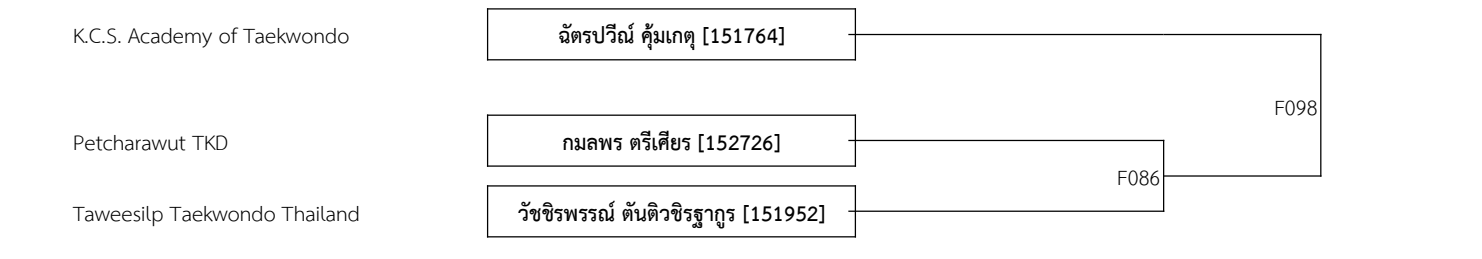 K.C.S. Academy of Taekwondo ฉัตรปวีณ์ คุ้มเกตุ [151764]
F098
Petcharawut TKD กมลพร ตรีเศียร [152726]
F086
Taweesilp Taekwondo Thailand วัชชิรพรรณ์ ตันติวชิรฐากูร [151952]